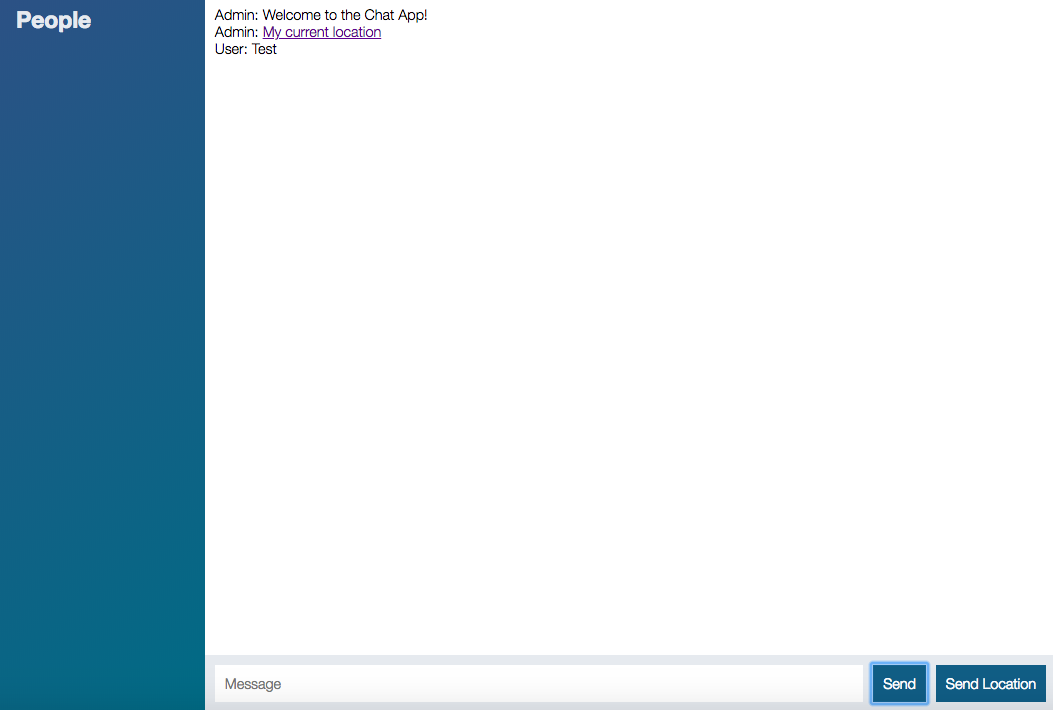 People
Admin: Welcome to the Chat App!
Admin: My current location
User: Test
Message
Send
Send Location